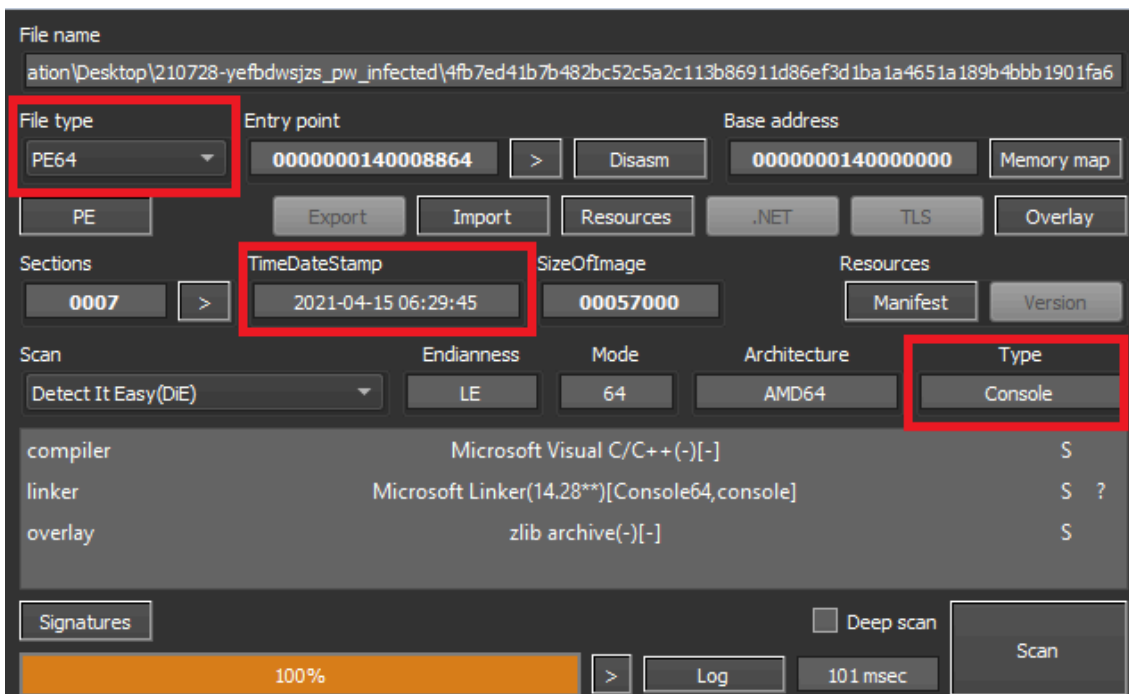 File name
ation\Desktop\210728-yefbdwsjzs_pw_infected\4fb7ed41b7b482bc52c5a2c113b86911d86ef3d1ba1a4651a189b4bbb1901fa6
File type Entry point Base address
PE64 0000000140008864 > Disasm 0000000140000000 Memory map
PE Export Import Resources .NET TLS Overlay
Sections TimeDateStamp SizeOfImage Resources
0007 > 2021-04-15 06:29:45 00057000 Manifest Version
Scan Endianness Mode Architecture Type
Detect It Easy(DiE) LE 64 AMD64 Console
compiler Microsoft Visual C/C++(-)[-] S
linker Microsoft Linker(14.28**)[Console64,console] S ?
overlay zlib archive(-)[-] S
Signatures Deep scan
Scan
100% > Log 101 msec